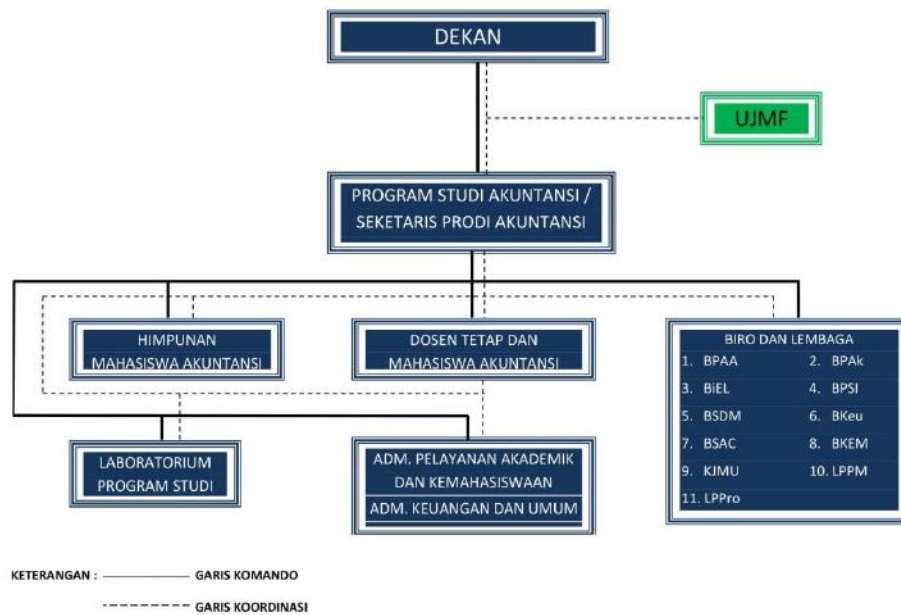 DEKAN
UJMF
PROGRAM STUDI AKUNTANSI /
SEKETARIS PRODI AKUNTANSI
HIMPUNAN
MAHASISWA AKUNTANSI
DOSEN TETAP DAN
MAHASISWA AKUNTANSI
BIRO DAN LEMBAGA
1. BPAA 2. BPAk
3. BiEL 4. BPSI
5. BSDM 6. BKeu
7. BSAC 8. BKEM
9. KJMU 10. LPPM
11. LPPro
LABORATORIUM
PROGRAM STUDI
ADM. PELAYANAN AKADEMIK
DAN KEMAHASISWAAN
ADM. KEUANGAN DAN UMUM
KETERANGAN : GARIS KOMANDO
GARIS KOORDINASI